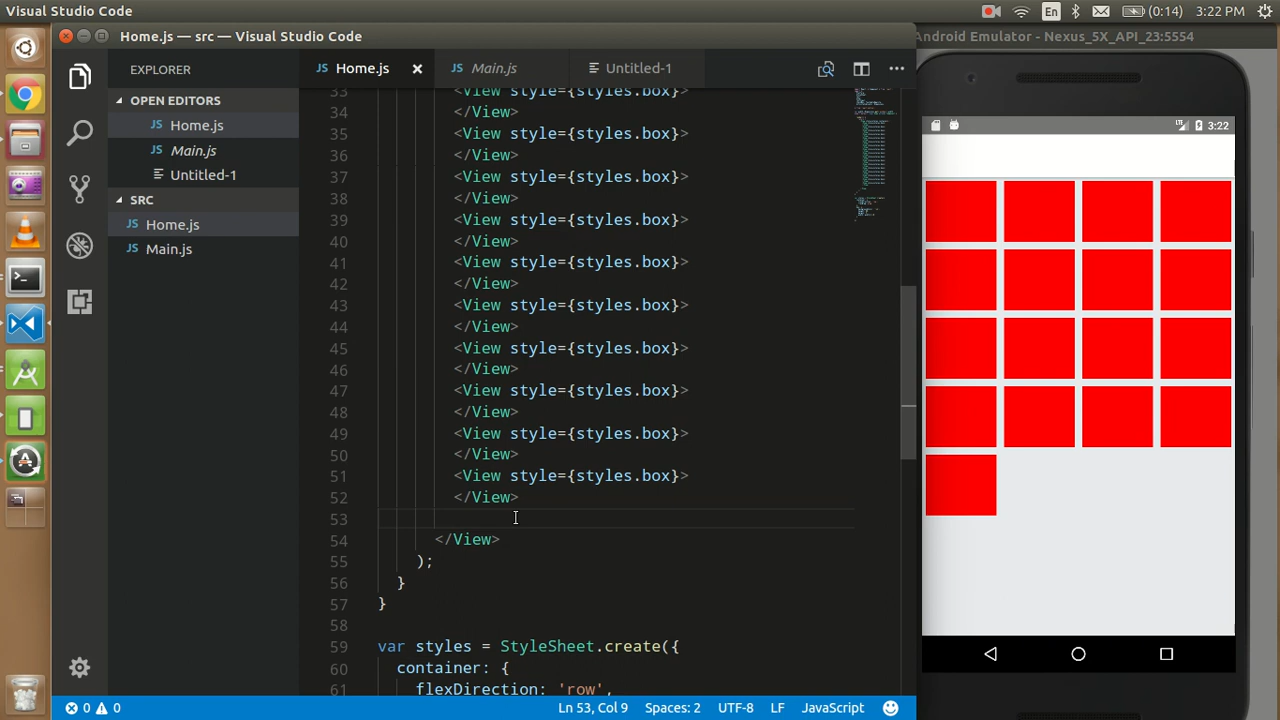 Visual Studio Code
En
(0:14)
3:22 PM
Home.js — src — Visual Studio Code
Android Emulator - Nexus_5X_API_23:5554
EXPLORER
Home.js
Main.js
Untitled-1
OPEN EDITORS
Home.js
Main.js
Untitled-1
SRC
Home.js
Main.js
33 <View style={styles.box}>
34 </View>
35 <View style={styles.box}>
36 </View>
37 <View style={styles.box}>
38 </View>
39 <View style={styles.box}>
40 </View>
41 <View style={styles.box}>
42 </View>
43 <View style={styles.box}>
44 </View>
45 <View style={styles.box}>
46 </View>
47 <View style={styles.box}>
48 </View>
49 <View style={styles.box}>
50 </View>
51 <View style={styles.box}>
52 </View>
53
54 </View>
55 );
56 }
57 }
58
59 var styles = StyleSheet.create({
60 container: {
61 flexDirection: 'row',
LTE
3:22
0
0
Ln 53, Col 9
Spaces: 2
UTF-8
LF
JavaScript